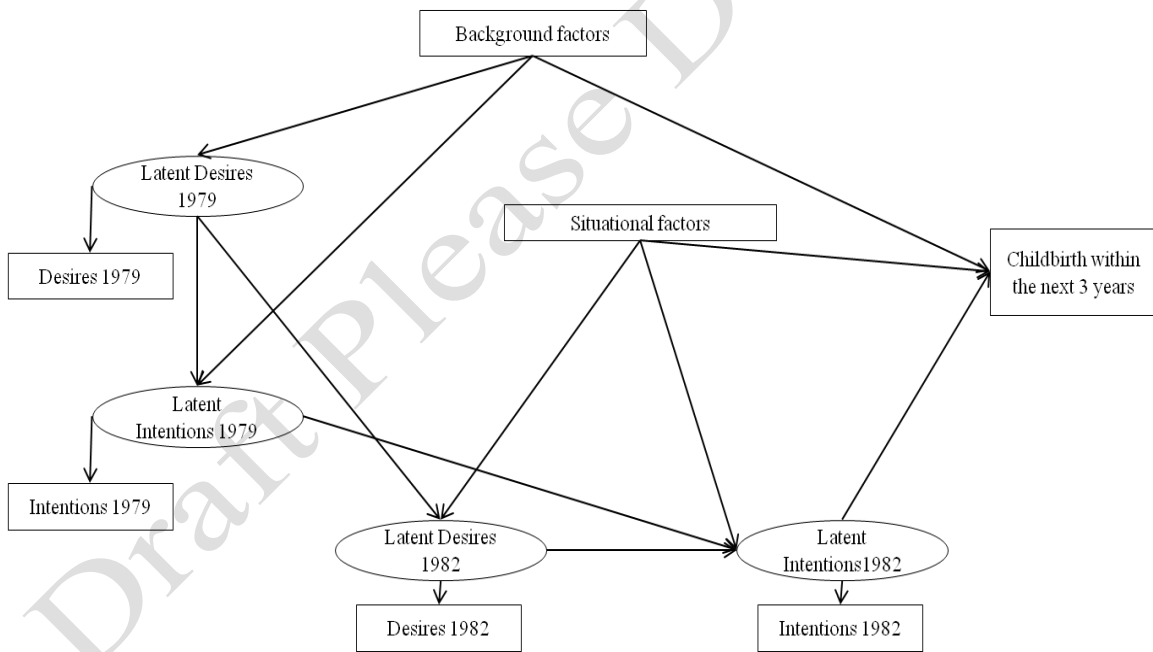 Background factors
Latent Desires
1979
Situational factors
Desires 1979
Childbirth within
the next 3 years
Latent
Intentions 1979
Intentions 1979
Latent Desires
1982
Latent
Intentions1982
Desires 1982
Intentions 1982
Draft Please D